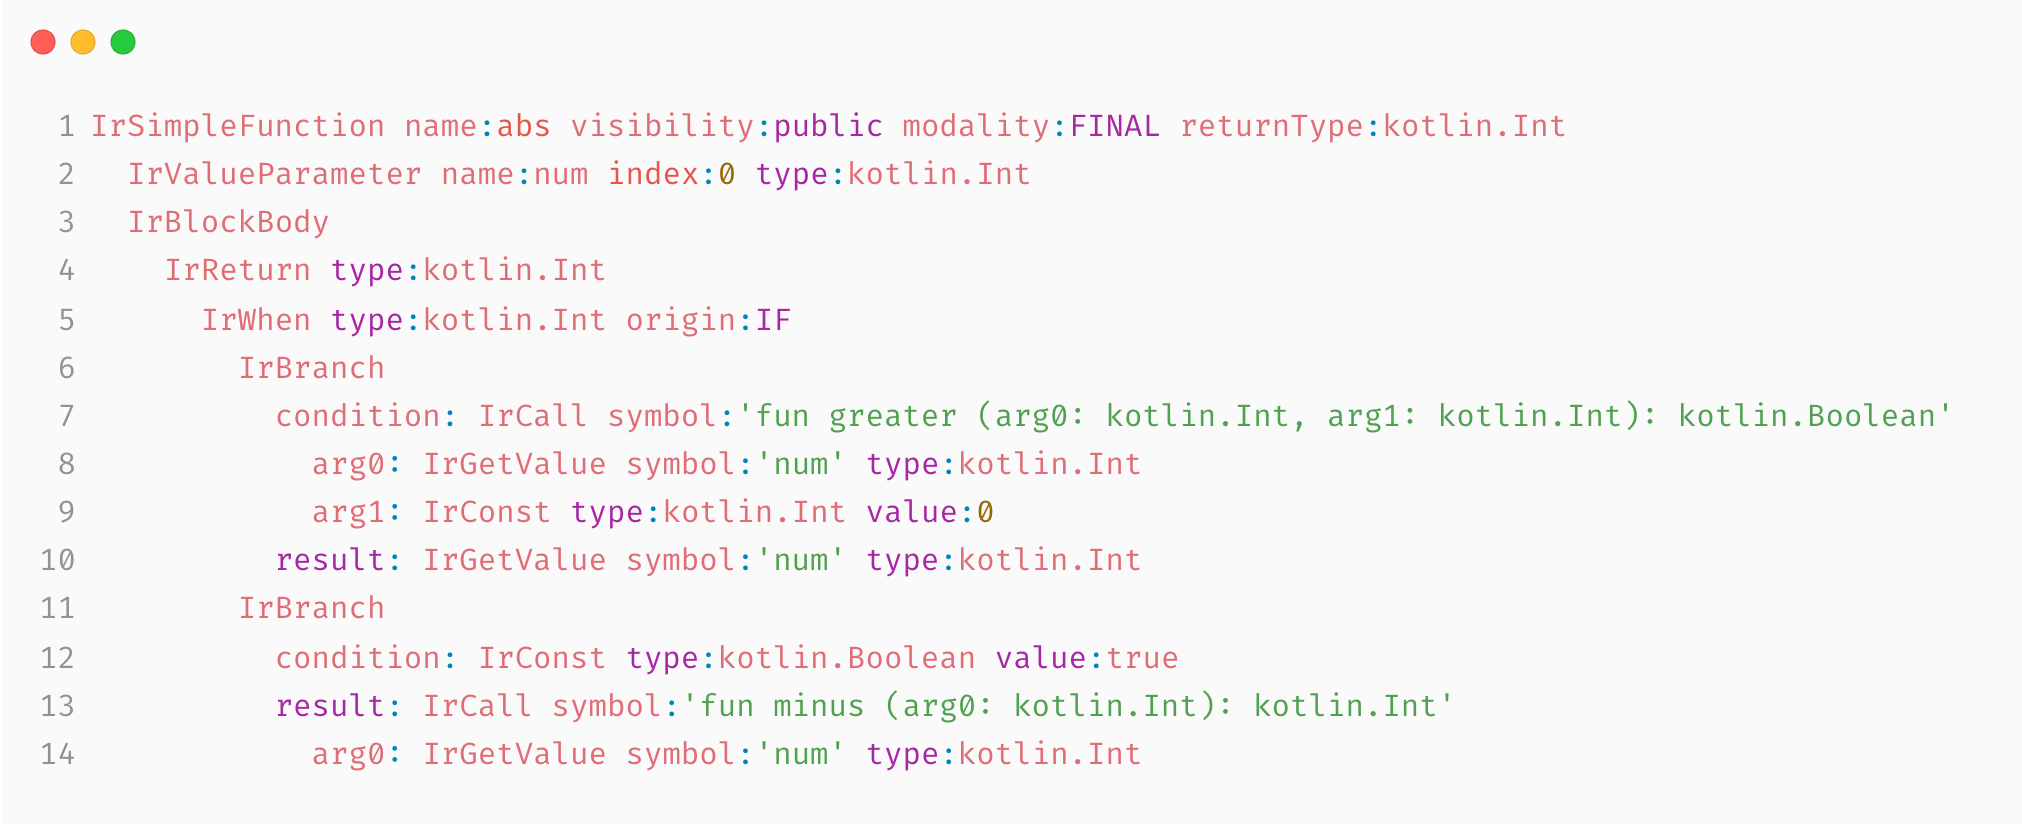 1 IrSimpleFunction name:abs visibility:public modality:FINAL returnType:kotlin.Int
2   IrValueParameter name:num index:0 type:kotlin.Int
3   IrBlockBody
4     IrReturn type:kotlin.Int
5       IrWhen type:kotlin.Int origin:IF
6         IrBranch
7           condition: IrCall symbol:'fun greater (arg0: kotlin.Int, arg1: kotlin.Int): kotlin.Boolean'
8             arg0: IrGetValue symbol:'num' type:kotlin.Int
9             arg1: IrConst type:kotlin.Int value:0
10           result: IrGetValue symbol:'num' type:kotlin.Int
11         IrBranch
12           condition: IrConst type:kotlin.Boolean value:true
13           result: IrCall symbol:'fun minus (arg0: kotlin.Int): kotlin.Int'
14             arg0: IrGetValue symbol:'num' type:kotlin.Int